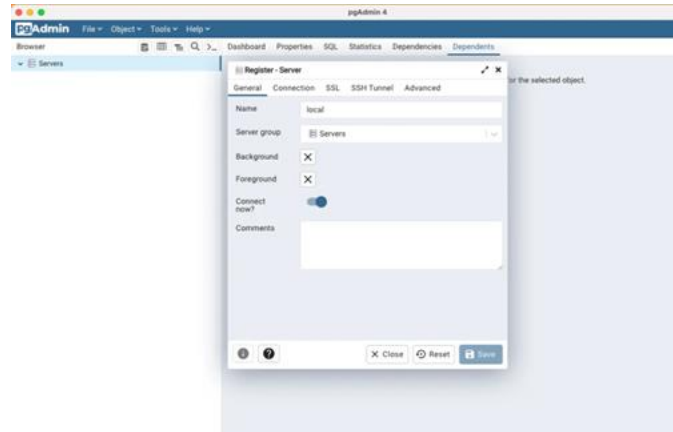 pgAdmin 4
pgAdmin File Object Tools Help
Browser
Dashboard Properties SQL Statistics Dependencies Dependents
Servers
Register - Server
for the selected object.
General Connection SSL SSH Tunnel Advanced
Name local
Server group Servers
Background
Foreground
Connect
now?
Comments
Close Reset Save